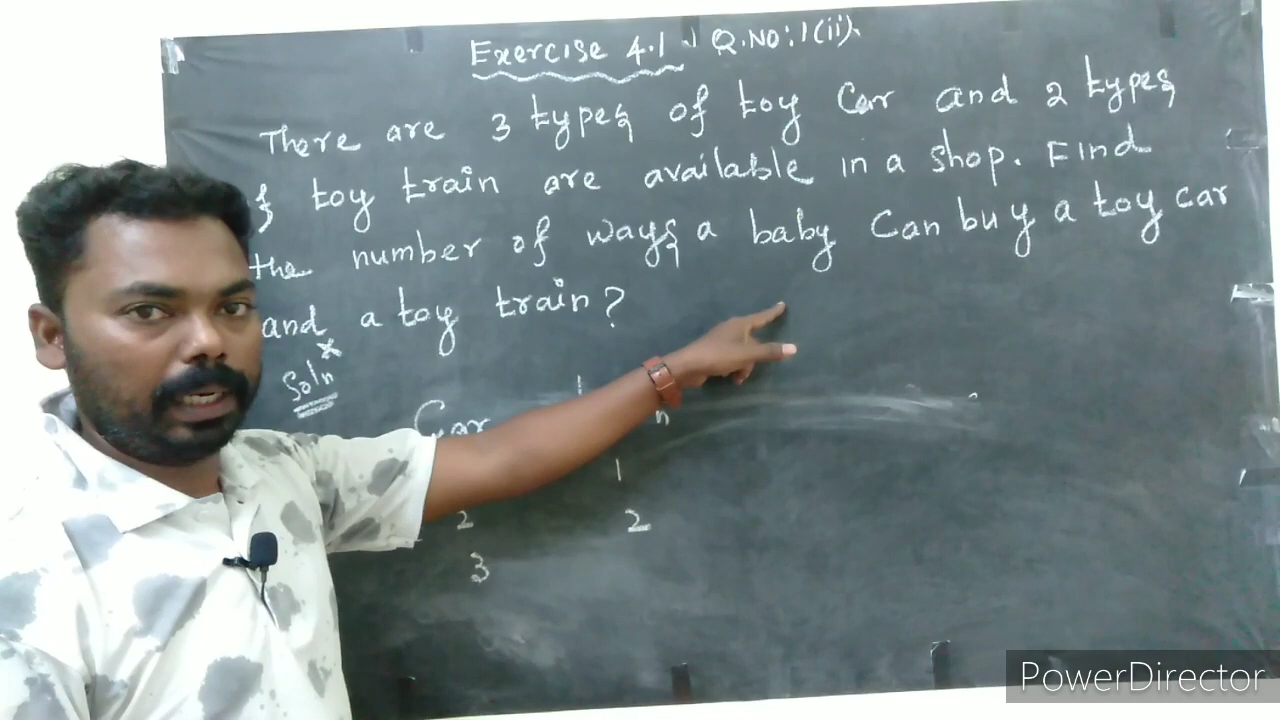 Exercise 4.1 Q.No:1(ii).
There are 3 types of toy Car and 2 types
toy train are available in a shop. Find
the number of ways a baby Can buy a toy car
and a toy train?
Soln
Car
1
2 2
3
PowerDirector